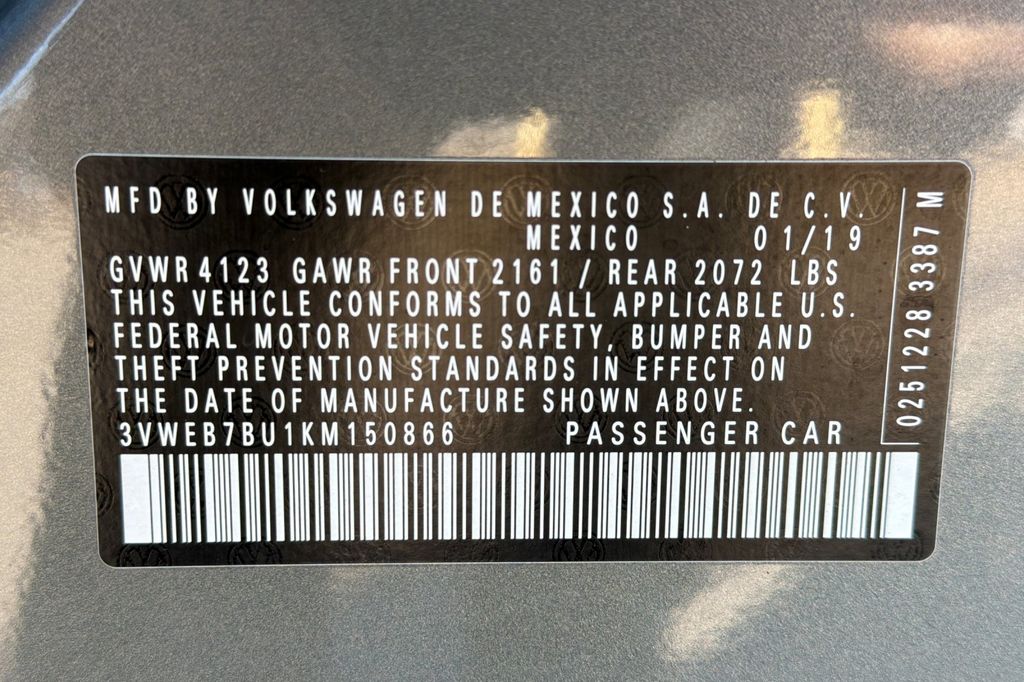 MFD BY VOLKSWAGEN DE MEXICO S.A. DE C.V.
MEXICO 01/19
GVWR 4123 GAWR FRONT 2161 / REAR 2072 LBS
THIS VEHICLE CONFORMS TO ALL APPLICABLE U.S.
FEDERAL MOTOR VEHICLE SAFETY, BUMPER AND
THEFT PREVENTION STANDARDS IN EFFECT ON
THE DATE OF MANUFACTURE SHOWN ABOVE.
3VWEB7BU1KM150866 PASSENGER CAR
0251228 3387 M